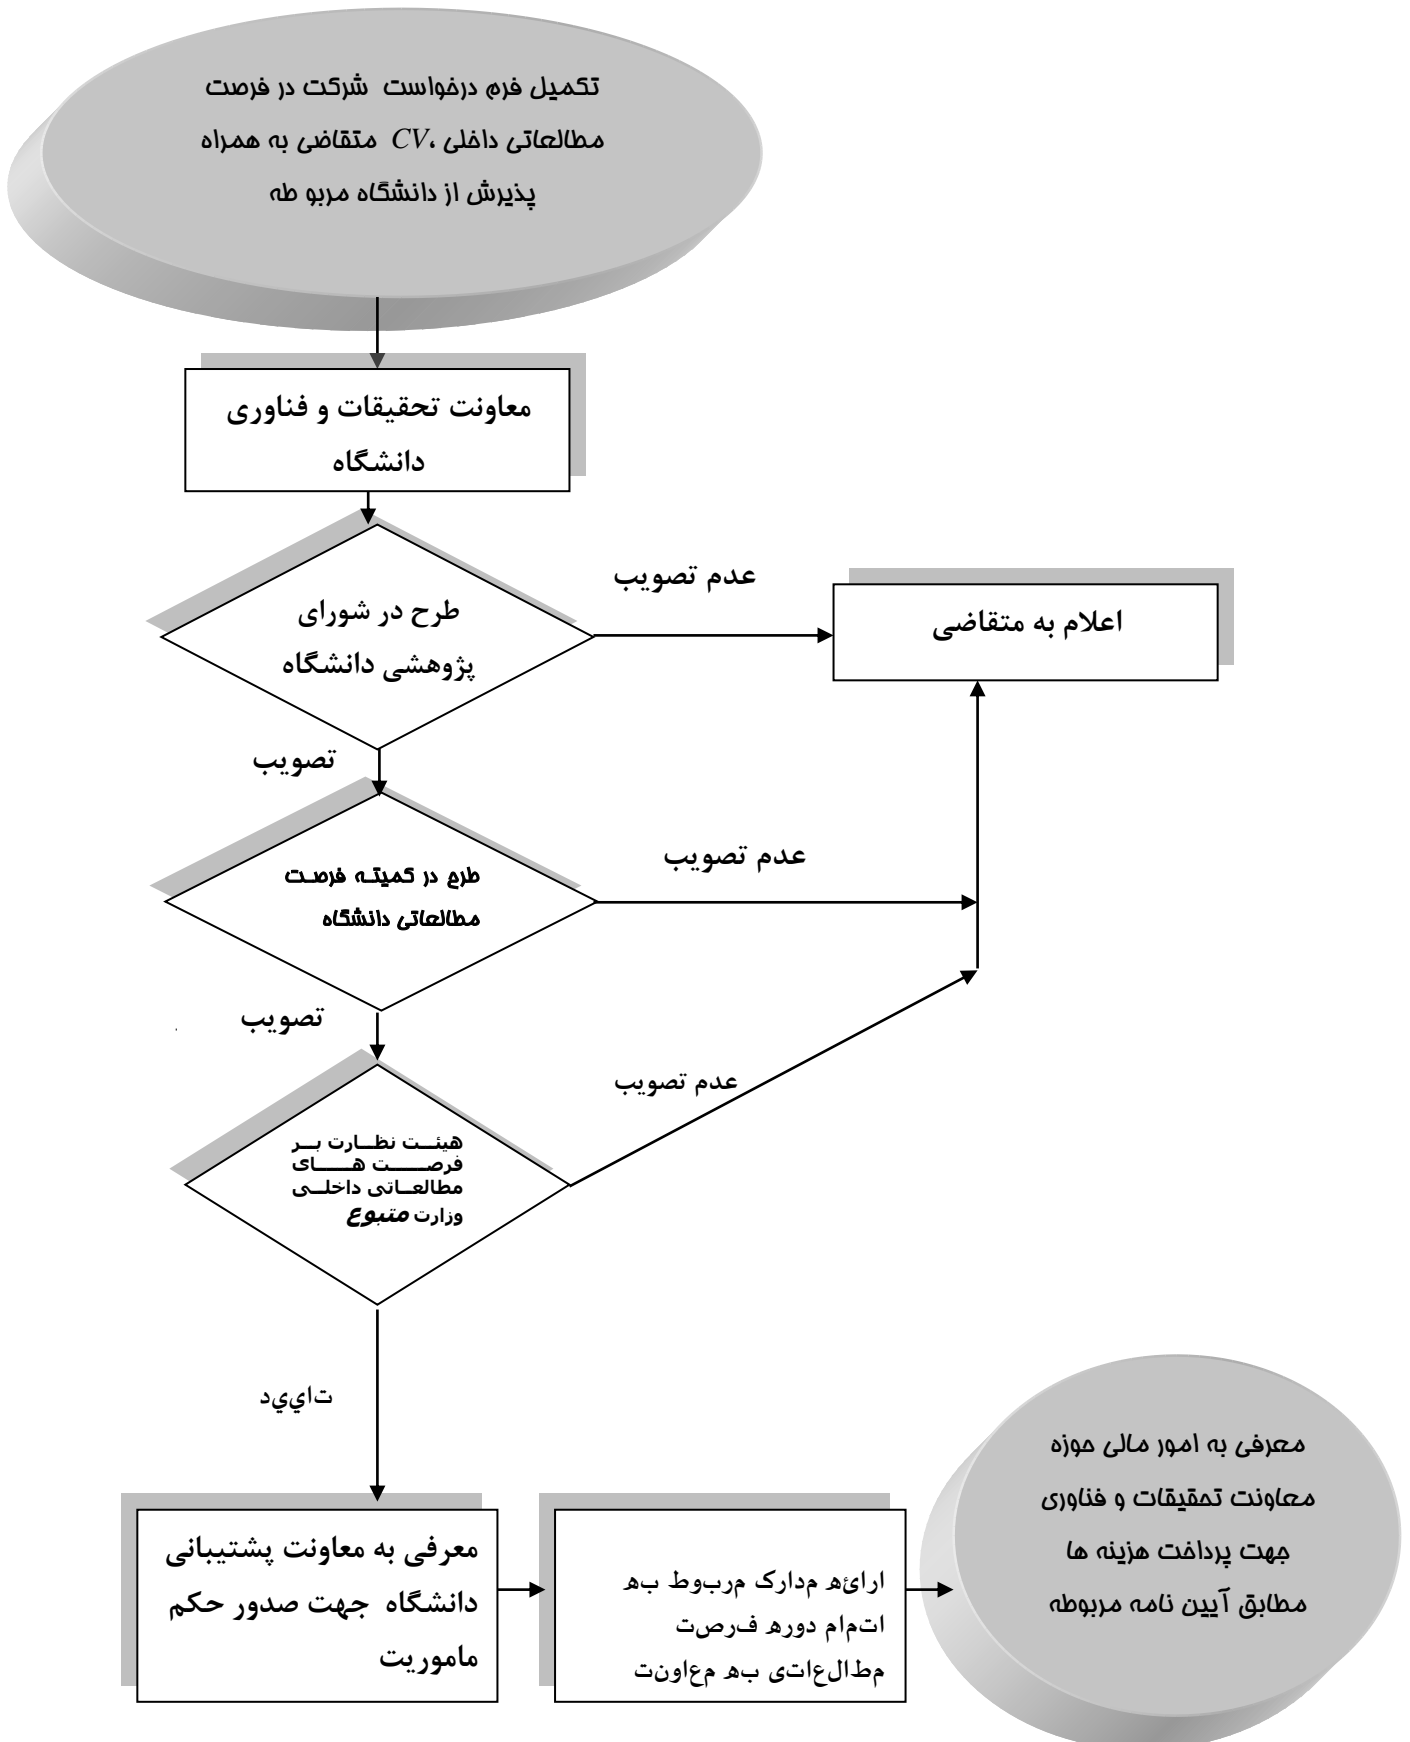 تکمیل فرم درخواست شرکت در فرصت
مطالعاتی داخلی ،CV متقاضی به همراه
پذیرش از دانشگاه مربو طه
معاونت تحقیقات و فناوری
دانشگاه
عدم تصویب
طرح در شورای
پژوهشی دانشگاه
اعلام به متقاضی
تصویب
عدم تصویب
طرح در کمیته فرصت
مطالعاتی دانشگاه
تصویب
عدم تصویب
هیئت نظارت بر
فرصت های
مطالعاتی داخلی
وزارت متبوع
تاييد
معرفی به معاونت پشتیبانی
دانشگاه جهت صدور حکم
ماموریت
ارائه مدارک مربوط به
اتمام دوره فرصت
مطالعاتی به معاونت
معرفی به امور مالی حوزه
معاونت تحقیقات و فناوری
جهت پرداخت هزینه ها
مطابق آیین نامه مربوطه